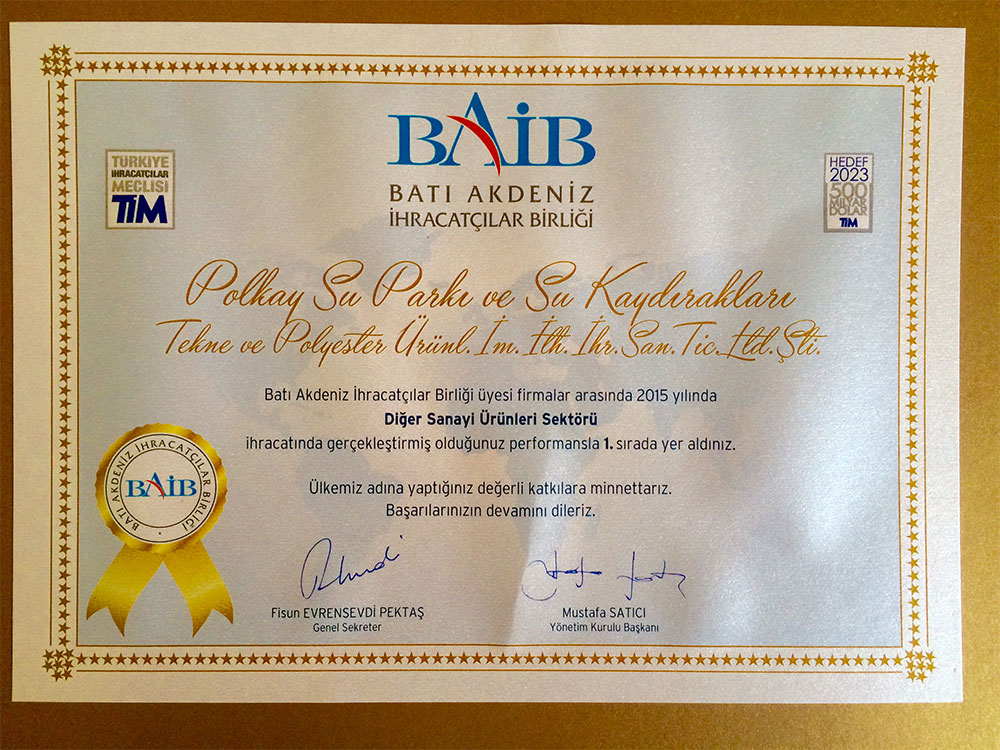 BAİB
BATI AKDENİZ
İHRACATÇILAR BİRLİĞİ
TÜRKİYE
İHRACATÇILAR
MECLİSİ
TİM
HEDEF
2023
500
MİLYAR
DOLAR
TİM
Polkay Su Parkı ve Su Kaydırakları
Tekne ve Polyester Ürünl. İm. İth. İhr. San. Tic. Ltd. Şti.
Batı Akdeniz İhracatçılar Birliği üyesi firmalar arasında 2015 yılında
Diğer Sanayi Ürünleri Sektörü
ihracatında gerçekleştirmiş olduğunuz performansla 1. sırada yer aldınız.
Ülkemiz adına yaptığınız değerli katkılara minnettarız.
Başarılarınızın devamını dileriz.
BATI AKDENİZ İHRACATÇILAR BİRLİĞİ
BAİB
Fisun EVRENSEVDİ PEKTAŞ
Genel Sekreter
Mustafa SATICI
Yönetim Kurulu Başkanı